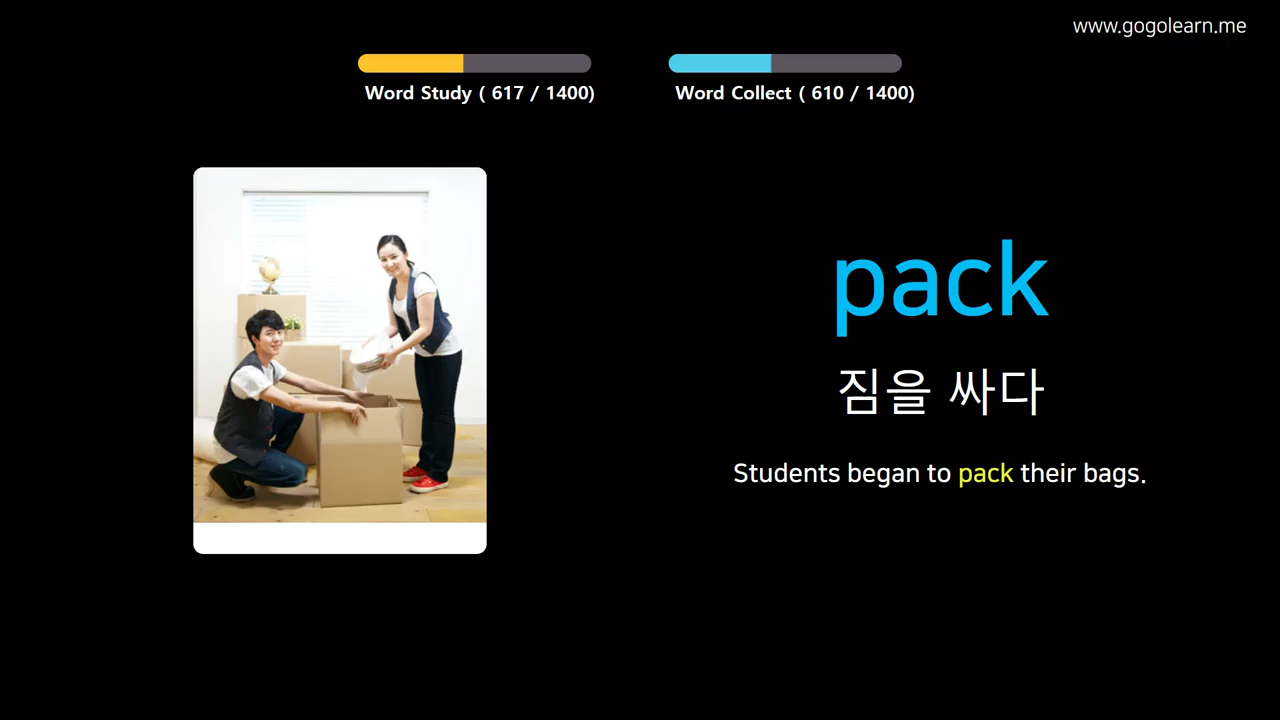 www.gogolearn.me
Word Study ( 617 / 1400)
Word Collect ( 610 / 1400)
pack
짐을 싸다
Students began to pack their bags.